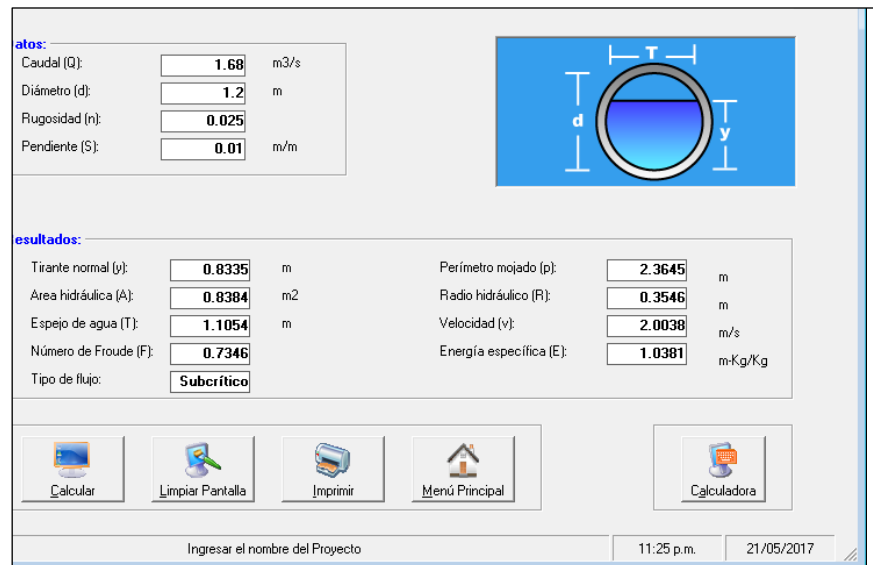 atos:
Caudal (Q): 1.68 m3/s
Diámetro (d): 1.2 m
Rugosidad (n): 0.025
Pendiente (S): 0.01 m/m
T
d
y
esultados:
Tirante normal (y): 0.8335 m Perímetro mojado (p): 2.3645 m
Area hidráulica (A): 0.8384 m2 Radio hidráulico (R): 0.3546 m
Espejo de agua (T): 1.1054 m Velocidad (v): 2.0038 m/s
Número de Froude (F): 0.7346 Energía específica (E): 1.0381 m-Kg/Kg
Tipo de flujo: Subcrítico
Calcular Limpiar Pantalla Imprimir Menú Principal Calculadora
Ingresar el nombre del Proyecto 11:25 p.m. 21/05/2017